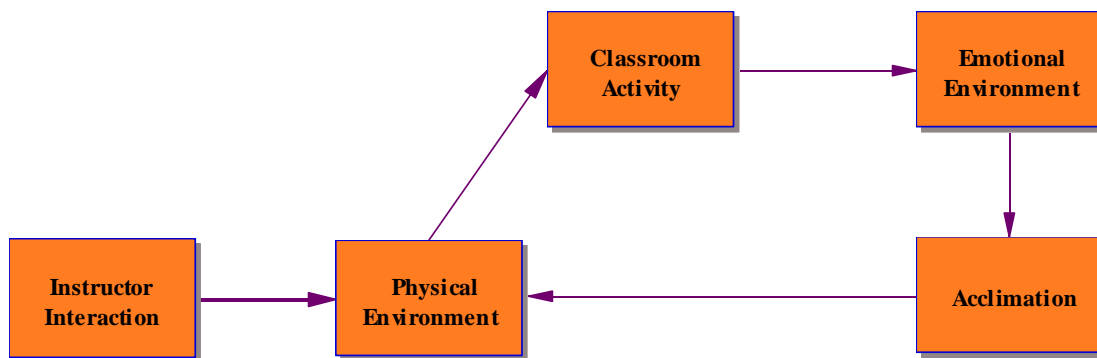 Classroom
Activity
Emotional
Environment
Instructor
Interaction
Physical
Environment
Acclimation